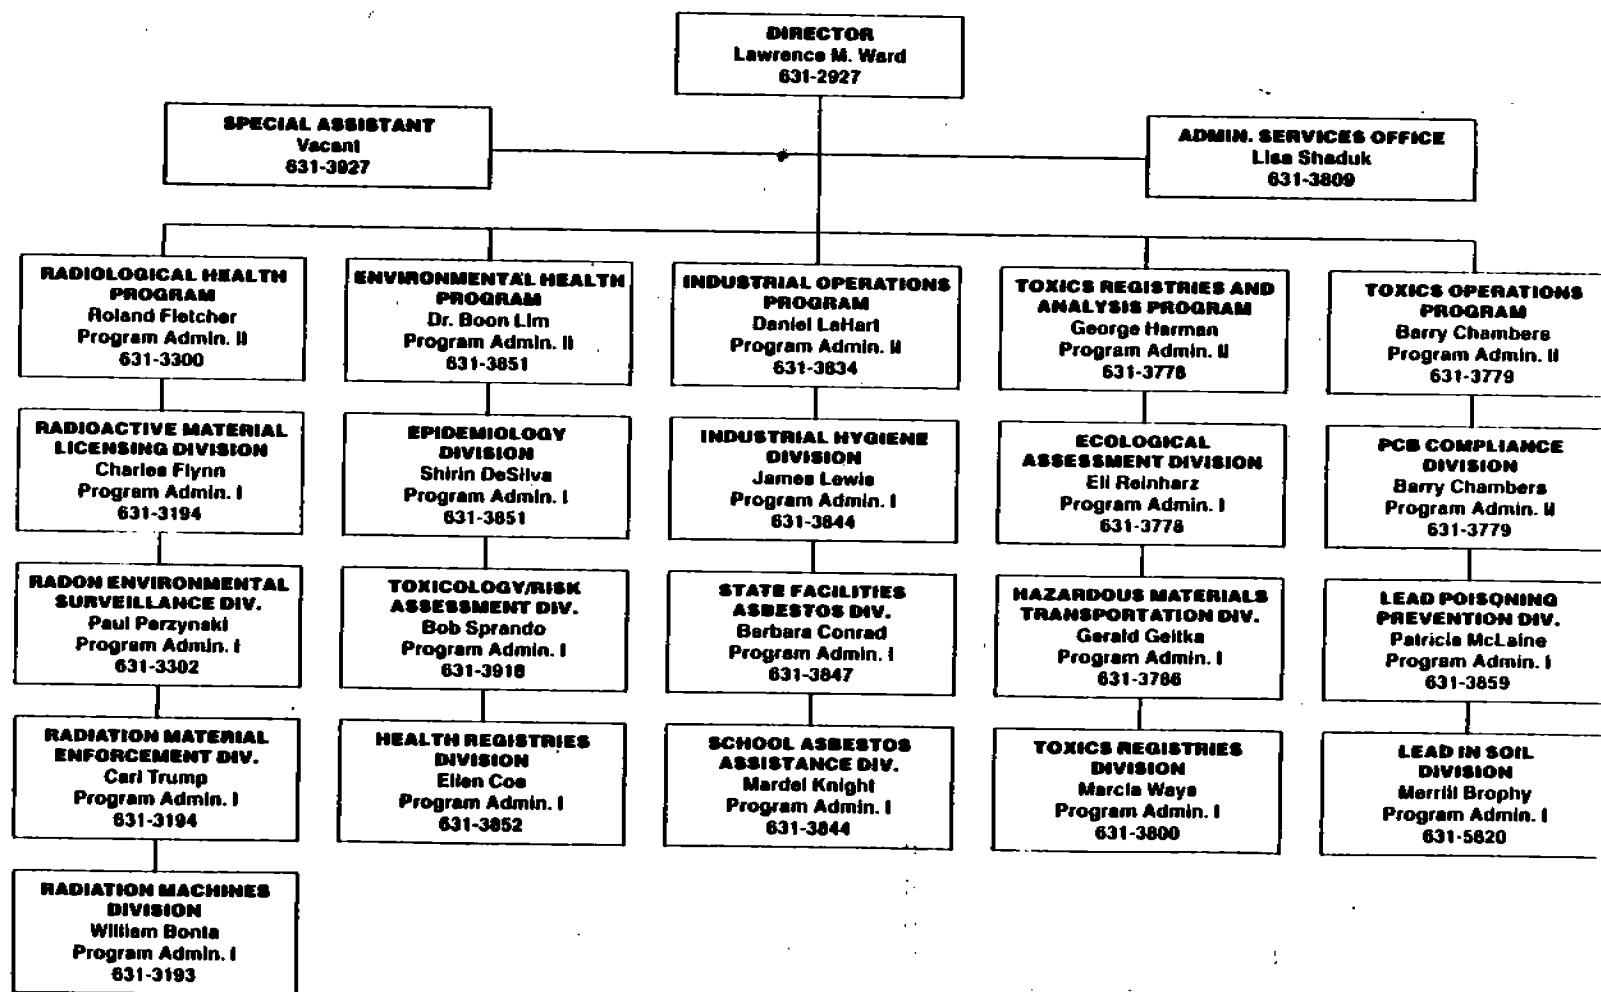 DIRECTOR
Lawrence M. Ward
631-2927
SPECIAL ASSISTANT
Vacant
631-3927
ADMIN. SERVICES OFFICE
Lisa Shaduk
631-3809
RADIOLOGICAL HEALTH
PROGRAM
Roland Fletcher
Program Admin. II
631-3300
RADIOACTIVE MATERIAL
LICENSING DIVISION
Charles Flynn
Program Admin. I
631-3194
RADON ENVIRONMENTAL
SURVEILLANCE DIV.
Paul Perzynski
Program Admin. I
631-3302
RADIATION MATERIAL
ENFORCEMENT DIV.
Carl Trump
Program Admin. I
631-3194
RADIATION MACHINES
DIVISION
William Bonta
Program Admin. I
631-3193
ENVIRONMENTAL HEALTH
PROGRAM
Dr. Boon Lim
Program Admin. II
631-3851
EPIDEMIOLOGY
DIVISION
Shirin DeSilva
Program Admin. I
631-3851
TOXICOLOGY/RISK
ASSESSMENT DIV.
Bob Sprando
Program Admin. I
631-3918
HEALTH REGISTRIES
DIVISION
Ellen Coe
Program Admin. I
631-3852
INDUSTRIAL OPERATIONS
PROGRAM
Daniel LaHart
Program Admin. II
631-3834
INDUSTRIAL HYGIENE
DIVISION
James Lewis
Program Admin. I
631-3844
STATE FACILITIES
ASBESTOS DIV.
Barbara Conrad
Program Admin. I
631-3847
SCHOOL ASBESTOS
ASSISTANCE DIV.
Mardel Knight
Program Admin. I
631-3844
TOXICS REGISTRIES AND
ANALYSIS PROGRAM
George Harman
Program Admin. II
631-3778
ECOLOGICAL
ASSESSMENT DIVISION
Eli Reinharz
Program Admin. I
631-3778
HAZARDOUS MATERIALS
TRANSPORTATION DIV.
Gerald Geitka
Program Admin. I
631-3786
TOXICS REGISTRIES
DIVISION
Marcia Ways
Program Admin. I
631-3800
TOXICS OPERATIONS
PROGRAM
Barry Chambers
Program Admin. II
631-3779
PCB COMPLIANCE
DIVISION
Barry Chambers
Program Admin. II
631-3779
LEAD POISONING
PREVENTION DIV.
Patricia McLaine
Program Admin. I
631-3859
LEAD IN SOIL
DIVISION
Merrill Brophy
Program Admin. I
631-5820